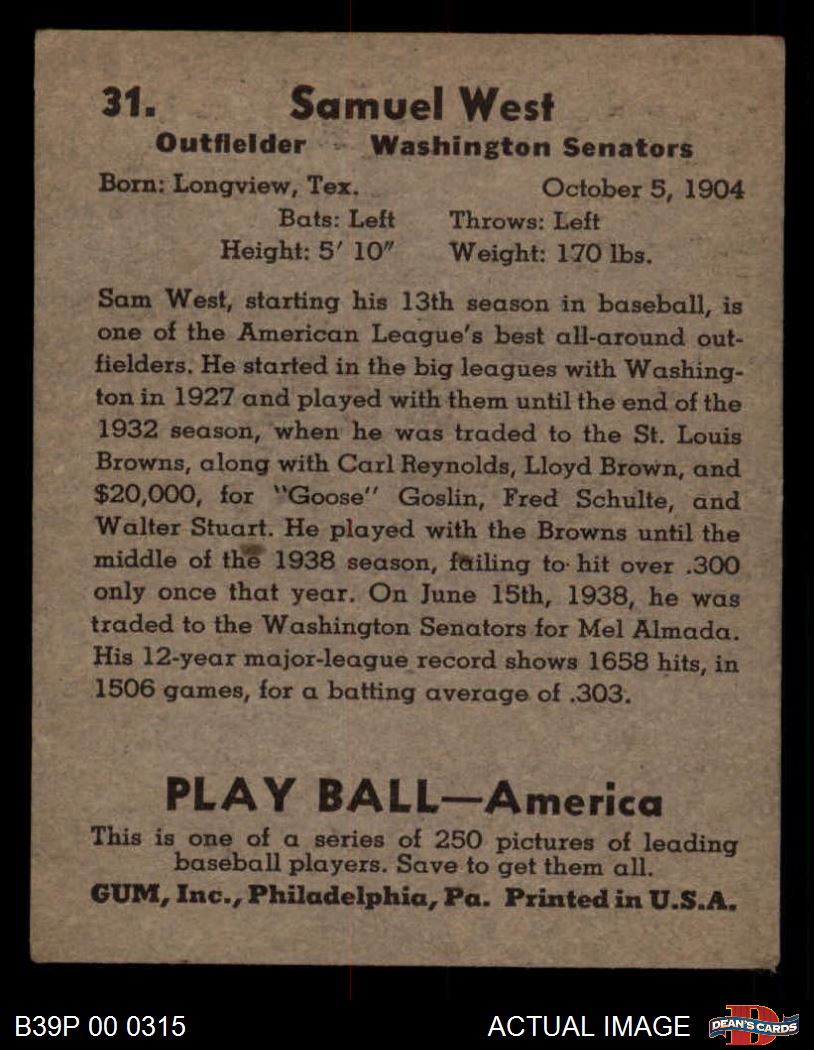 31. Samuel West
Outfielder - Washington Senators
Born: Longview, Tex. October 5, 1904
Bats: Left Throws: Left
Height: 5' 10" Weight: 170 lbs.
Sam West, starting his 13th season in baseball, is
one of the American League's best all-around out-
fielders. He started in the big leagues with Washing-
ton in 1927 and played with them until the end of the
1932 season, when he was traded to the St. Louis
Browns, along with Carl Reynolds, Lloyd Brown, and
$20,000, for "Goose" Goslin, Fred Schulte, and
Walter Stuart. He played with the Browns until the
middle of the 1938 season, failing to hit over .300
only once that year. On June 15th, 1938, he was
traded to the Washington Senators for Mel Almada.
His 12-year major-league record shows 1658 hits, in
1506 games, for a batting average of .303.
PLAY BALL—America
This is one of a series of 250 pictures of leading
baseball players. Save to get them all.
GUM, Inc., Philadelphia, Pa. Printed in U.S.A.
B39P 00 0315 ACTUAL IMAGE DEAN'S CARDS